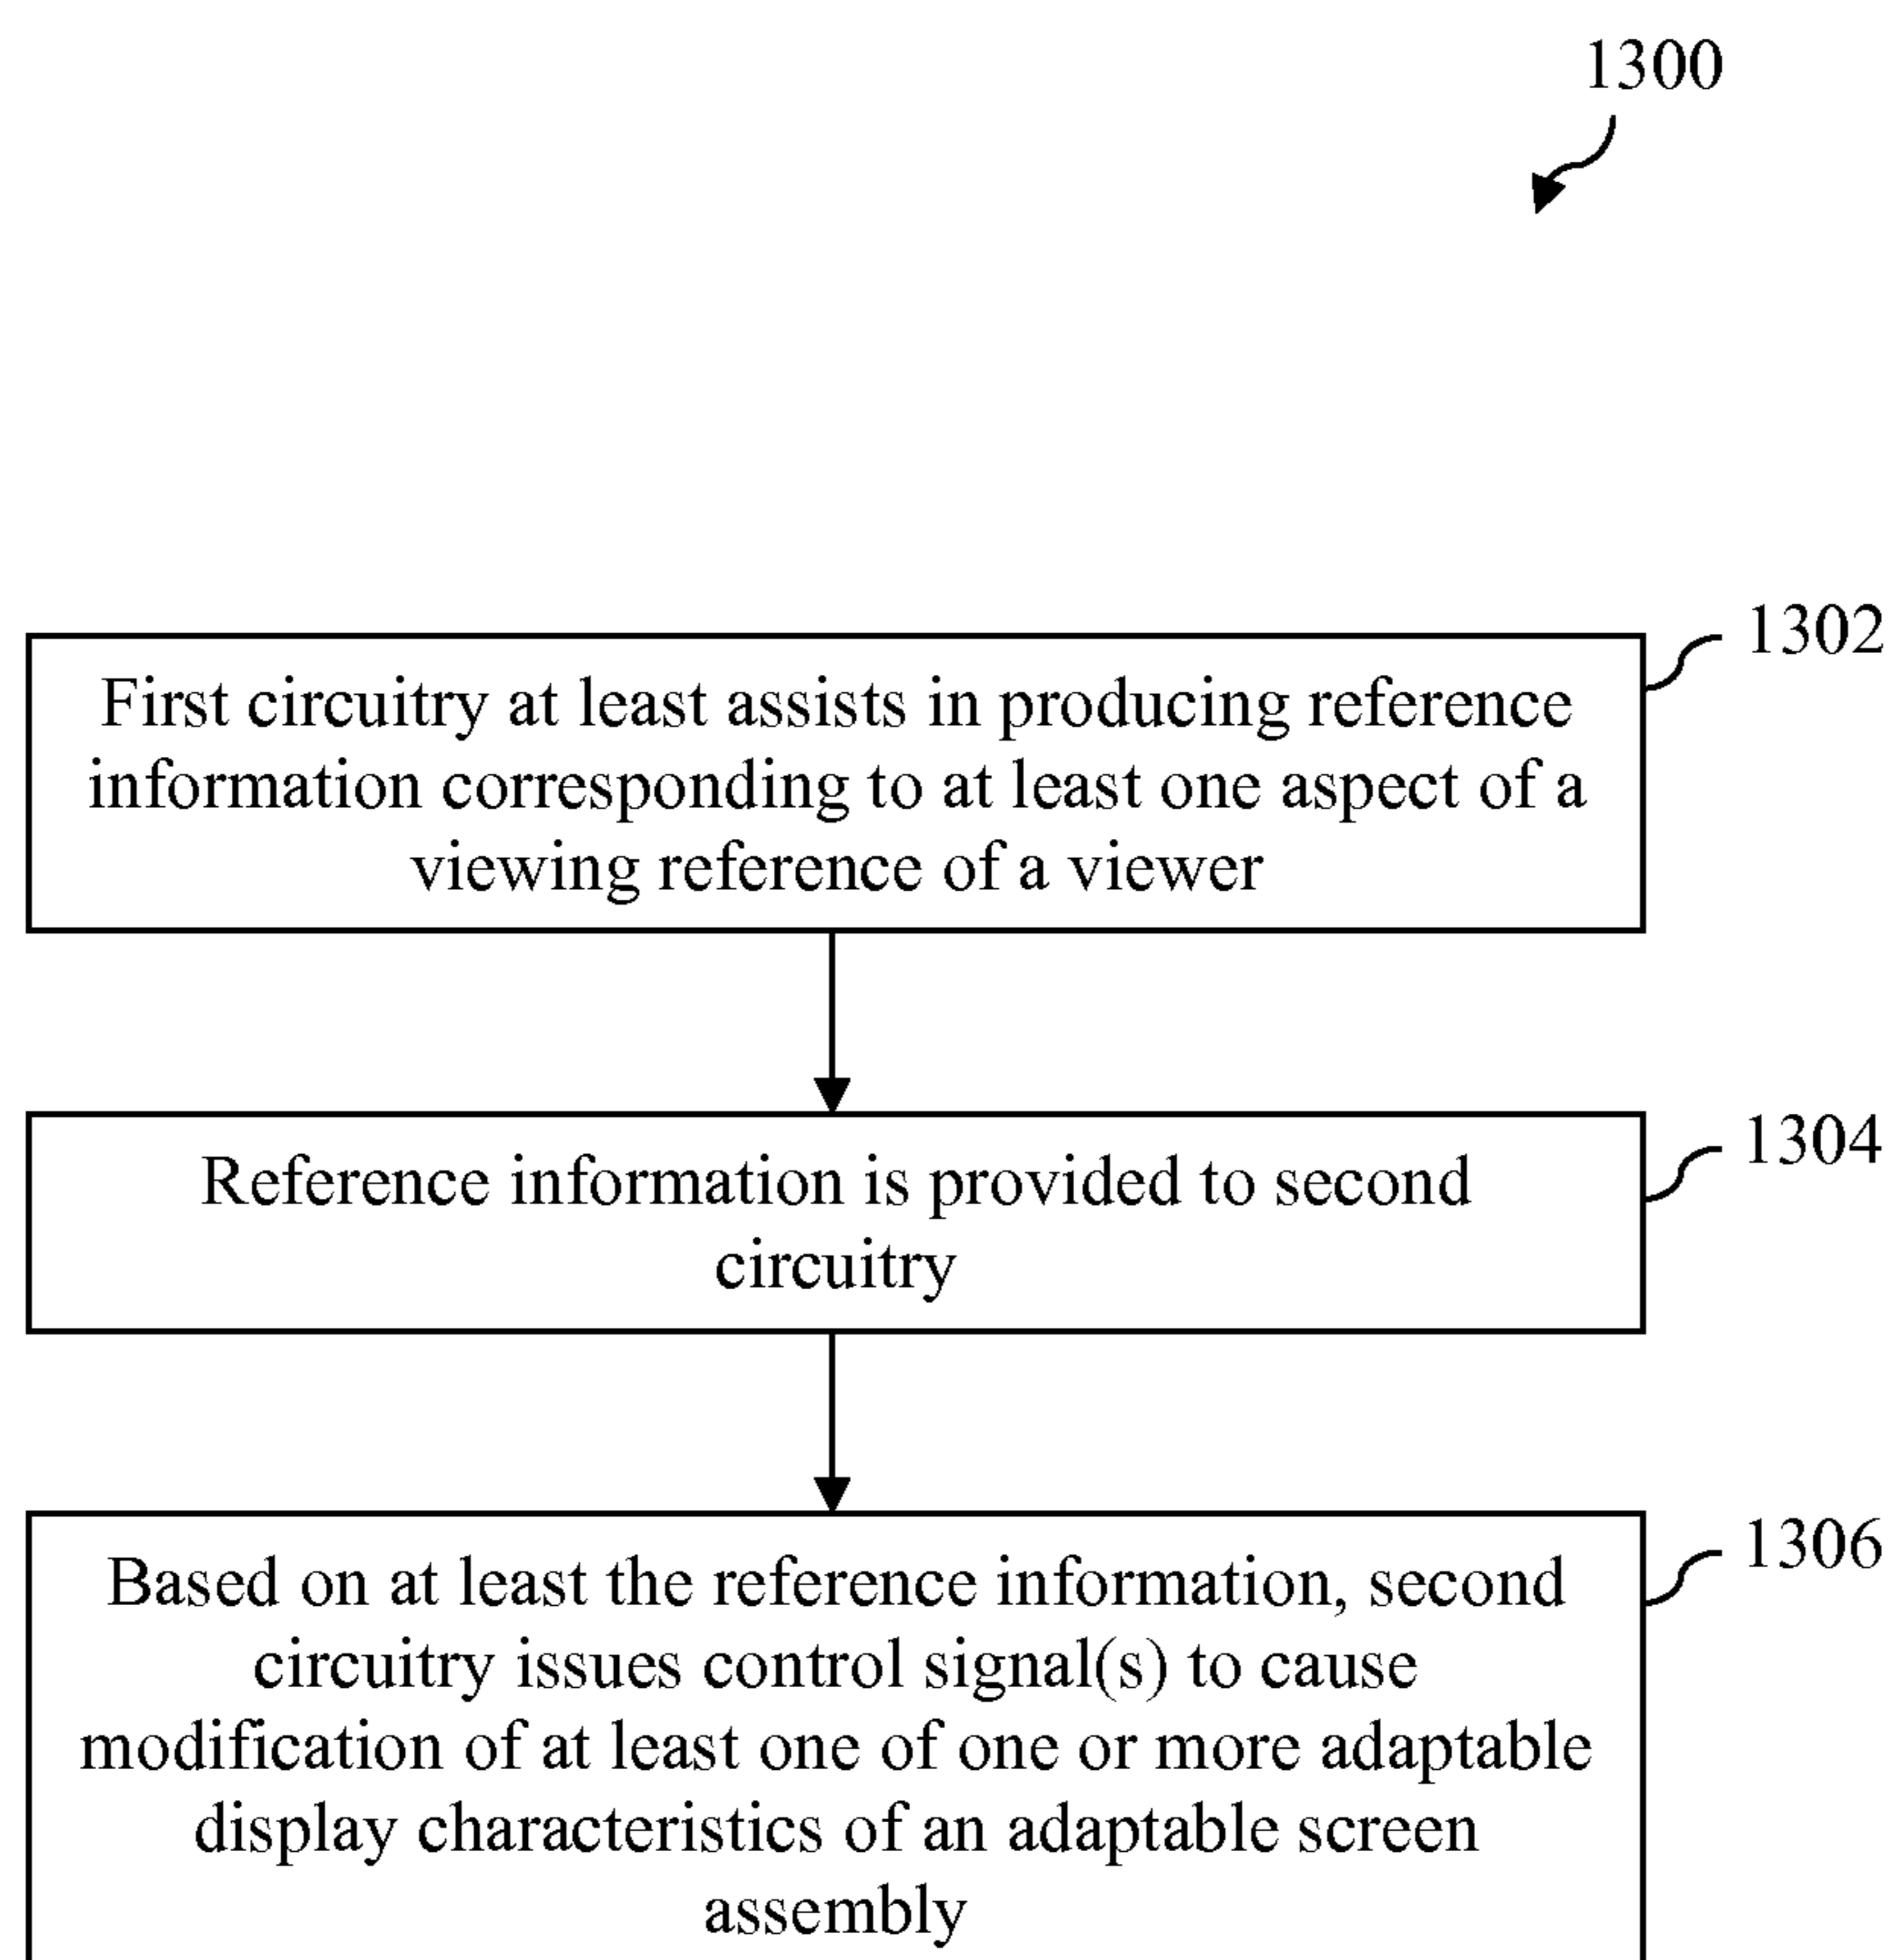 1300
1302
First circuitry at least assists in producing reference
information corresponding to at least one aspect of a
viewing reference of a viewer
1304
Reference information is provided to second
circuitry
1306
Based on at least the reference information, second
circuitry issues control signal(s) to cause
modification of at least one of one or more adaptable
display characteristics of an adaptable screen
assembly